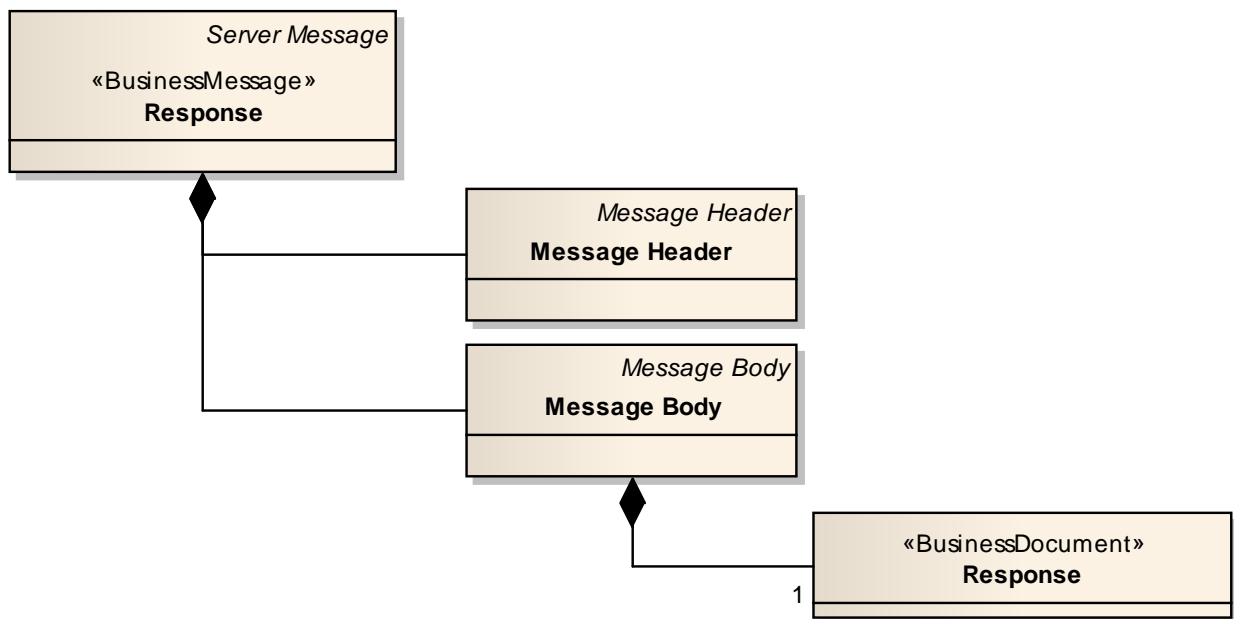 Server Message
«BusinessMessage»
Response
Message Header
Message Header
Message Body
Message Body
«BusinessDocument»
Response
1